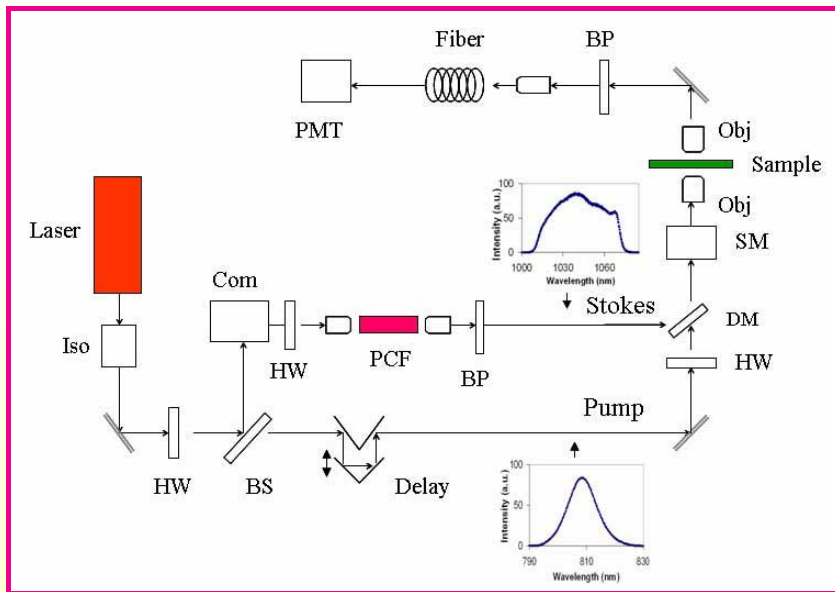 Fiber
BP
PMT
Obj
Sample
Obj
SM
Laser
Iso
Com
HW
PCF
BP
Intensity (a.u.)
100
50
0
1000
1030
1060
Wavelength (nm)
Stokes
DM
HW
Pump
HW
BS
Delay
Intensity (a.u.)
100
50
0
790
810
830
Wavelength (nm)